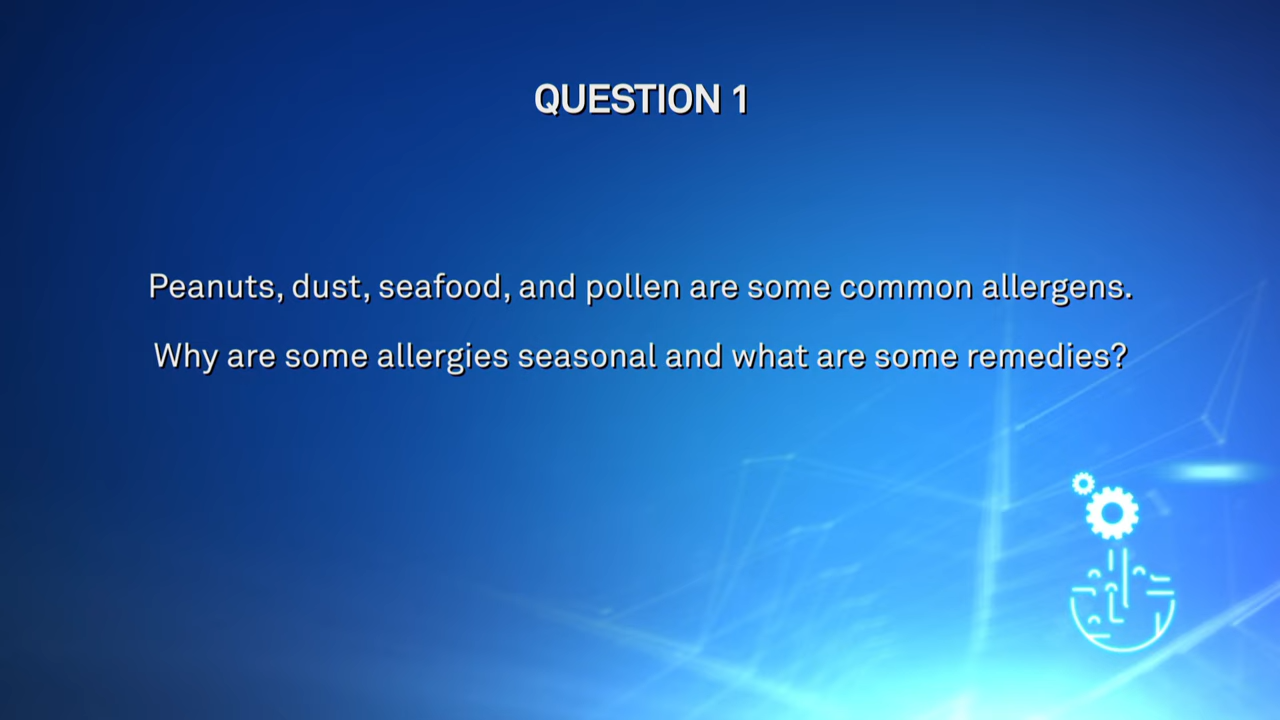 QUESTION 1
Peanuts, dust, seafood, and pollen are some common allergens.
Why are some allergies seasonal and what are some remedies?